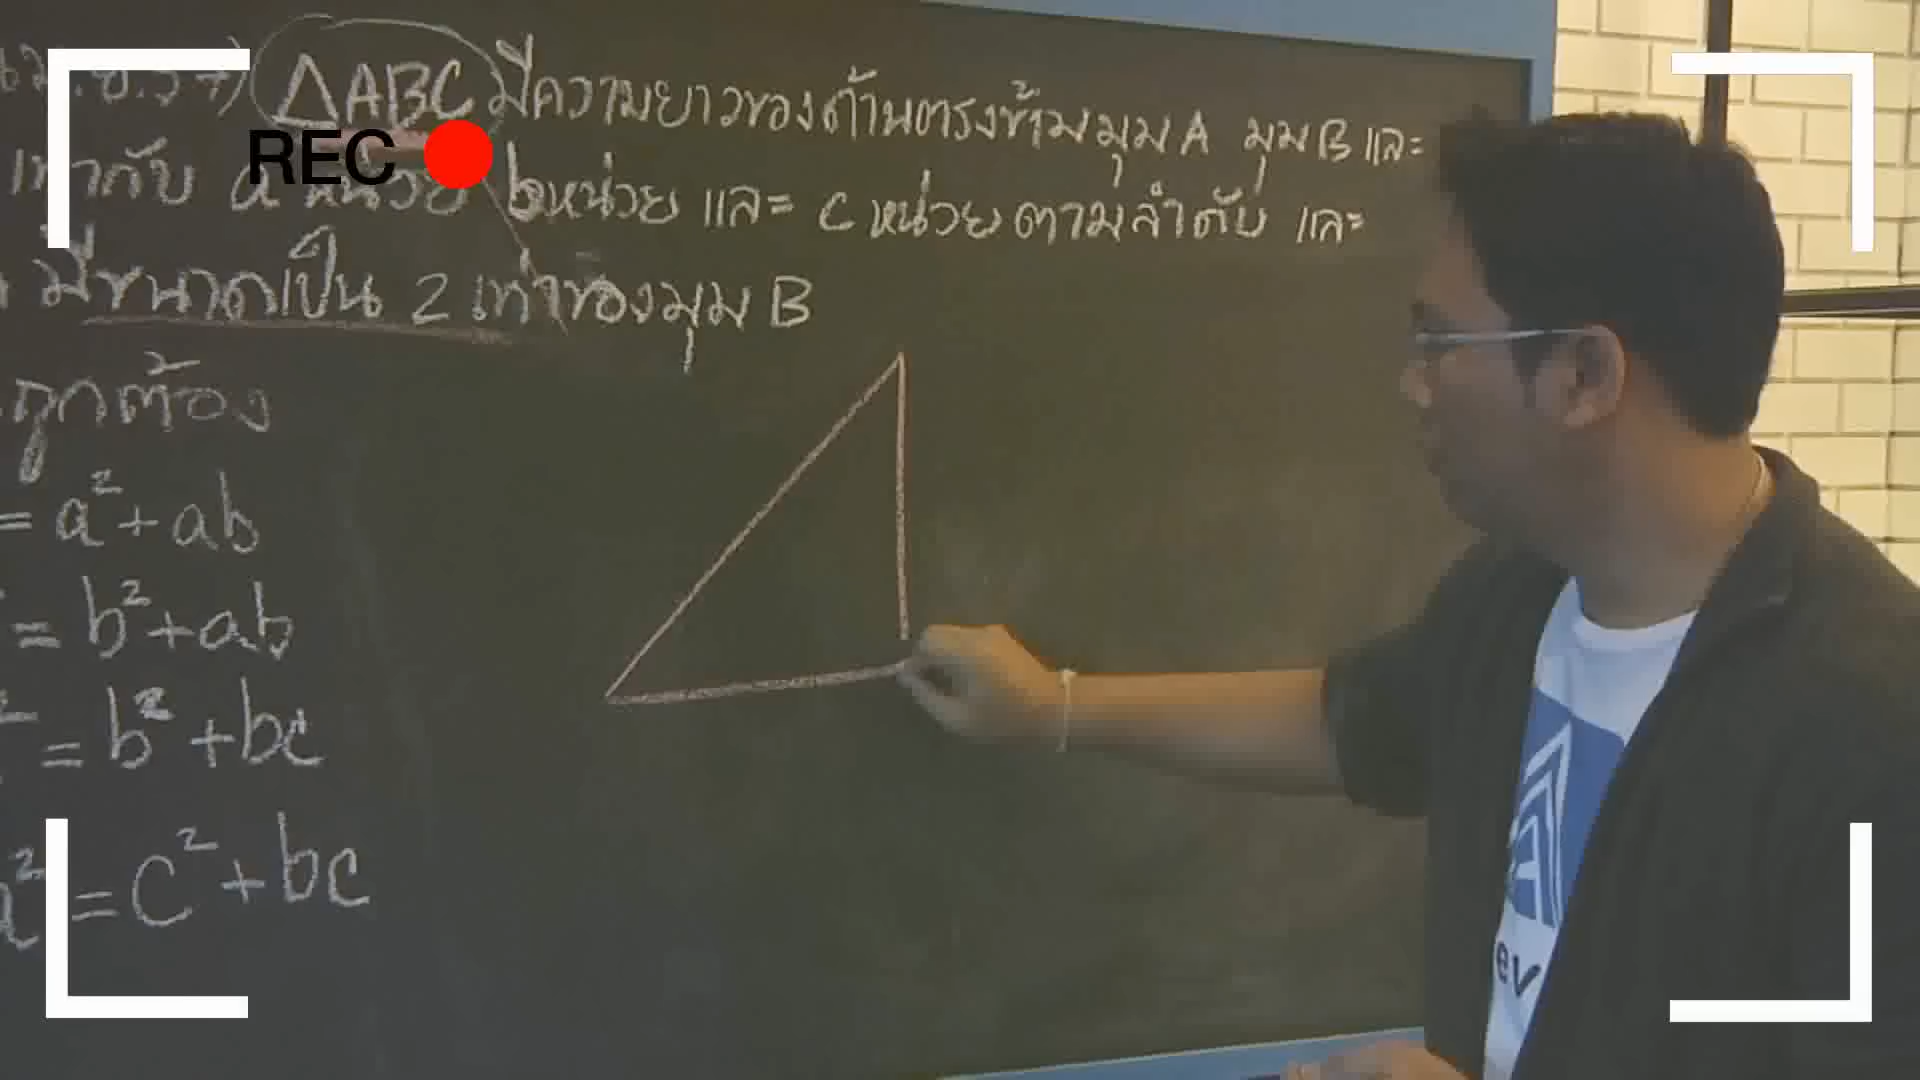 △ABC มีความยาวของด้านตรงข้ามมุม A มุม B และ
REC
เท่ากับ a หน่วย b หน่วย และ c หน่วย ตามลำดับ และ
มีขนาดเป็น 2 เท่าของมุม B
ถูกต้อง
= a² + ab
= b² + ab
= b² + bc
a² = c² + bc
ev